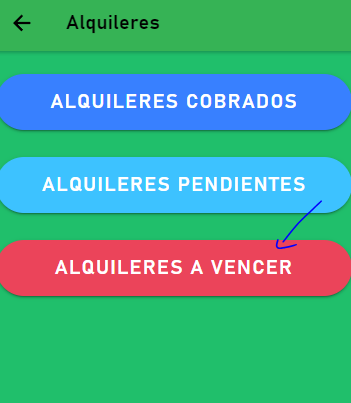 Alquileres
ALQUILERES COBRADOS
ALQUILERES PENDIENTES
ALQUILERES A VENCER